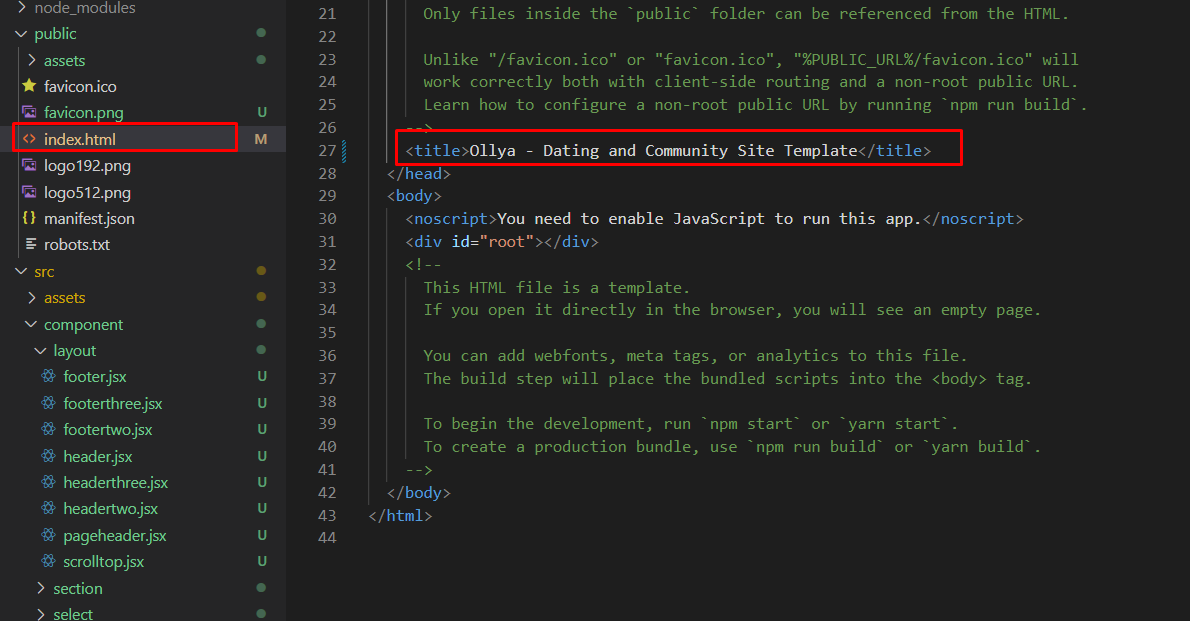 node_modules
public
assets
favicon.ico
favicon.png U
index.html M
logo192.png
logo512.png
{} manifest.json
robots.txt
src
assets
component
layout
footer.jsx U
footerthree.jsx U
footertwo.jsx U
header.jsx U
headerthree.jsx U
headertwo.jsx U
pageheader.jsx U
scrolltop.jsx U
section
select
21 Only files inside the `public` folder can be referenced from the HTML.
22
23 Unlike "/favicon.ico" or "favicon.ico", "%PUBLIC_URL%/favicon.ico" will
24 work correctly both with client-side routing and a non-root public URL.
25 Learn how to configure a non-root public URL by running `npm run build`.
26 -->
27 <title>Ollya - Dating and Community Site Template</title>
28 </head>
29 <body>
30 <noscript>You need to enable JavaScript to run this app.</noscript>
31 <div id="root"></div>
32 <!--
33 This HTML file is a template.
34 If you open it directly in the browser, you will see an empty page.
35
36 You can add webfonts, meta tags, or analytics to this file.
37 The build step will place the bundled scripts into the <body> tag.
38
39 To begin the development, run `npm start` or `yarn start`.
40 To create a production bundle, use `npm run build` or `yarn build`.
41 -->
42 </body>
43 </html>
44